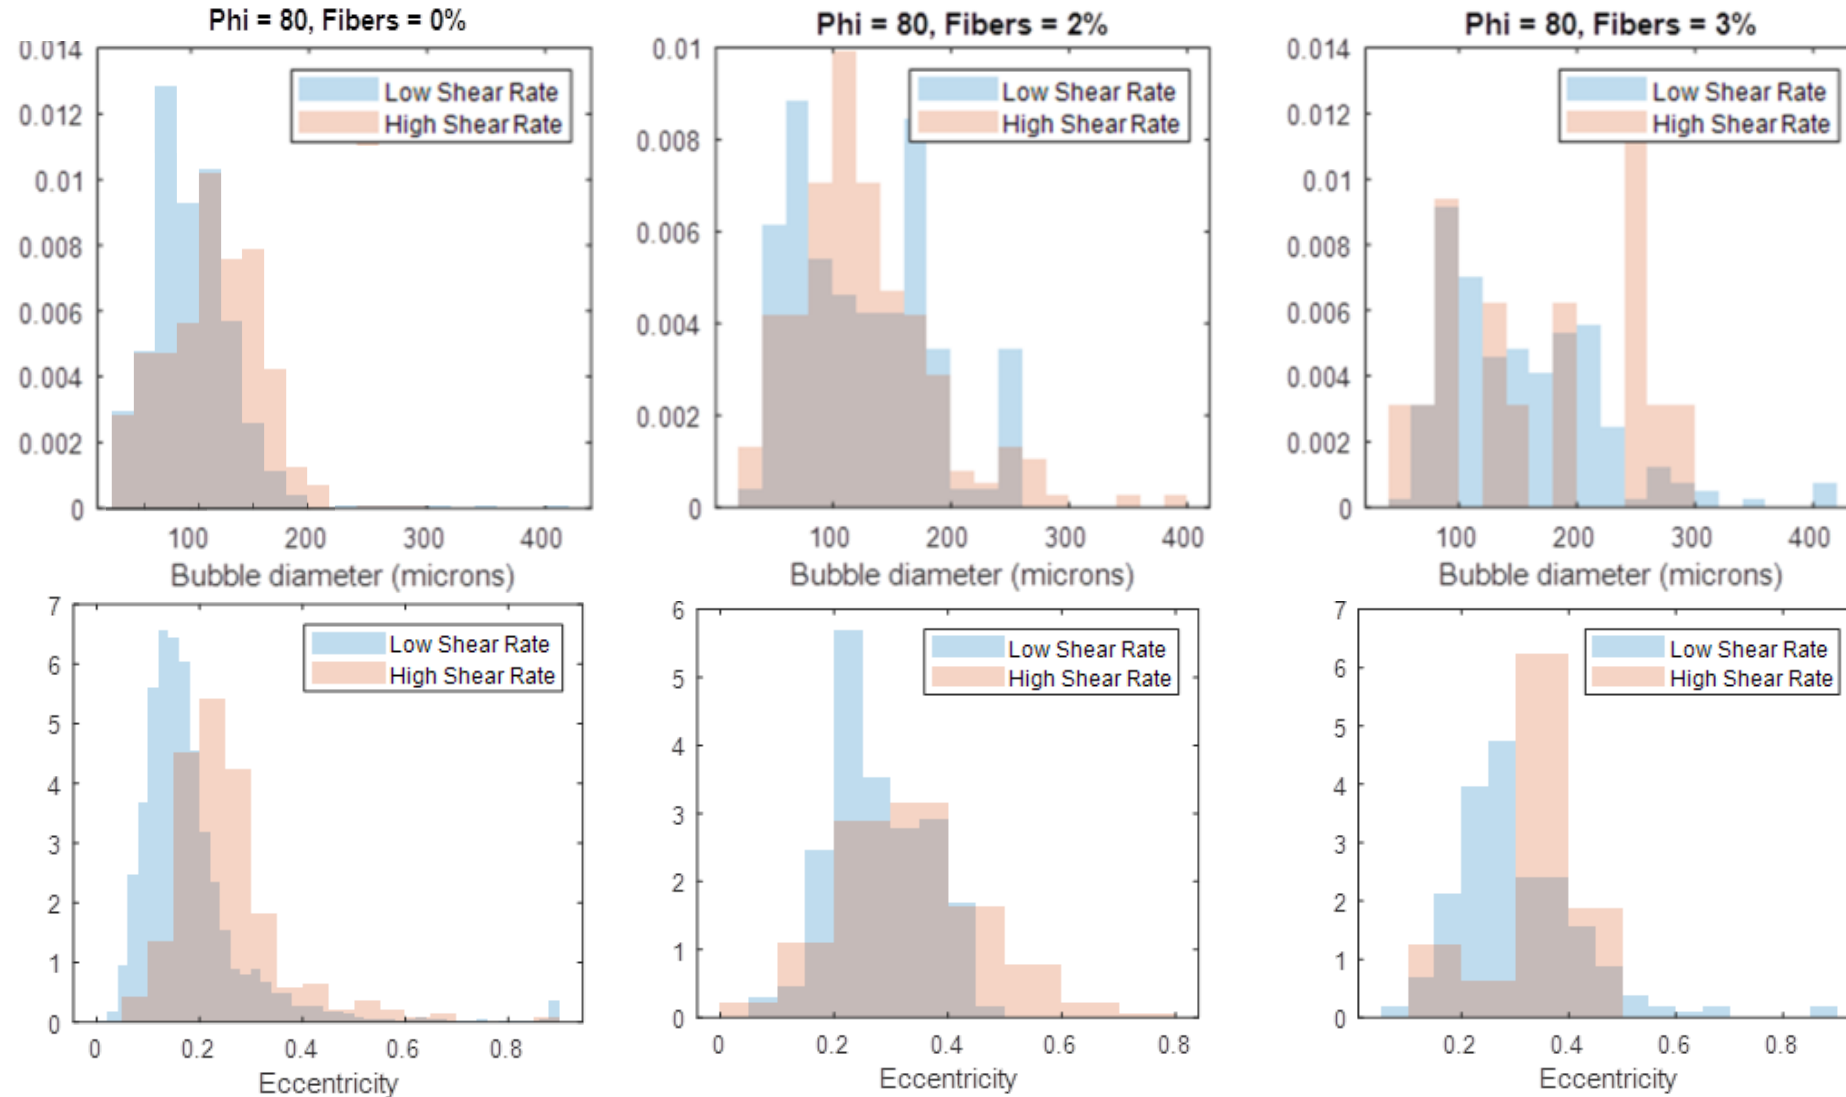 Phi = 80, Fibers = 0%
0.014
0.012
0.01
0.008
0.006
0.004
0.002
0
Low Shear Rate
High Shear Rate
100 200 300 400
Bubble diameter (microns)
Phi = 80, Fibers = 2%
0.01
0.008
0.006
0.004
0.002
0
Low Shear Rate
High Shear Rate
100 200 300 400
Bubble diameter (microns)
Phi = 80, Fibers = 3%
0.014
0.012
0.01
0.008
0.006
0.004
0.002
0
Low Shear Rate
High Shear Rate
100 200 300 400
Bubble diameter (microns)
7
6
5
4
3
2
1
0
Low Shear Rate
High Shear Rate
0 0.2 0.4 0.6 0.8
Eccentricity
6
5
4
3
2
1
0
Low Shear Rate
High Shear Rate
0 0.2 0.4 0.6 0.8
Eccentricity
7
6
5
4
3
2
1
0
Low Shear Rate
High Shear Rate
0.2 0.4 0.6 0.8
Eccentricity